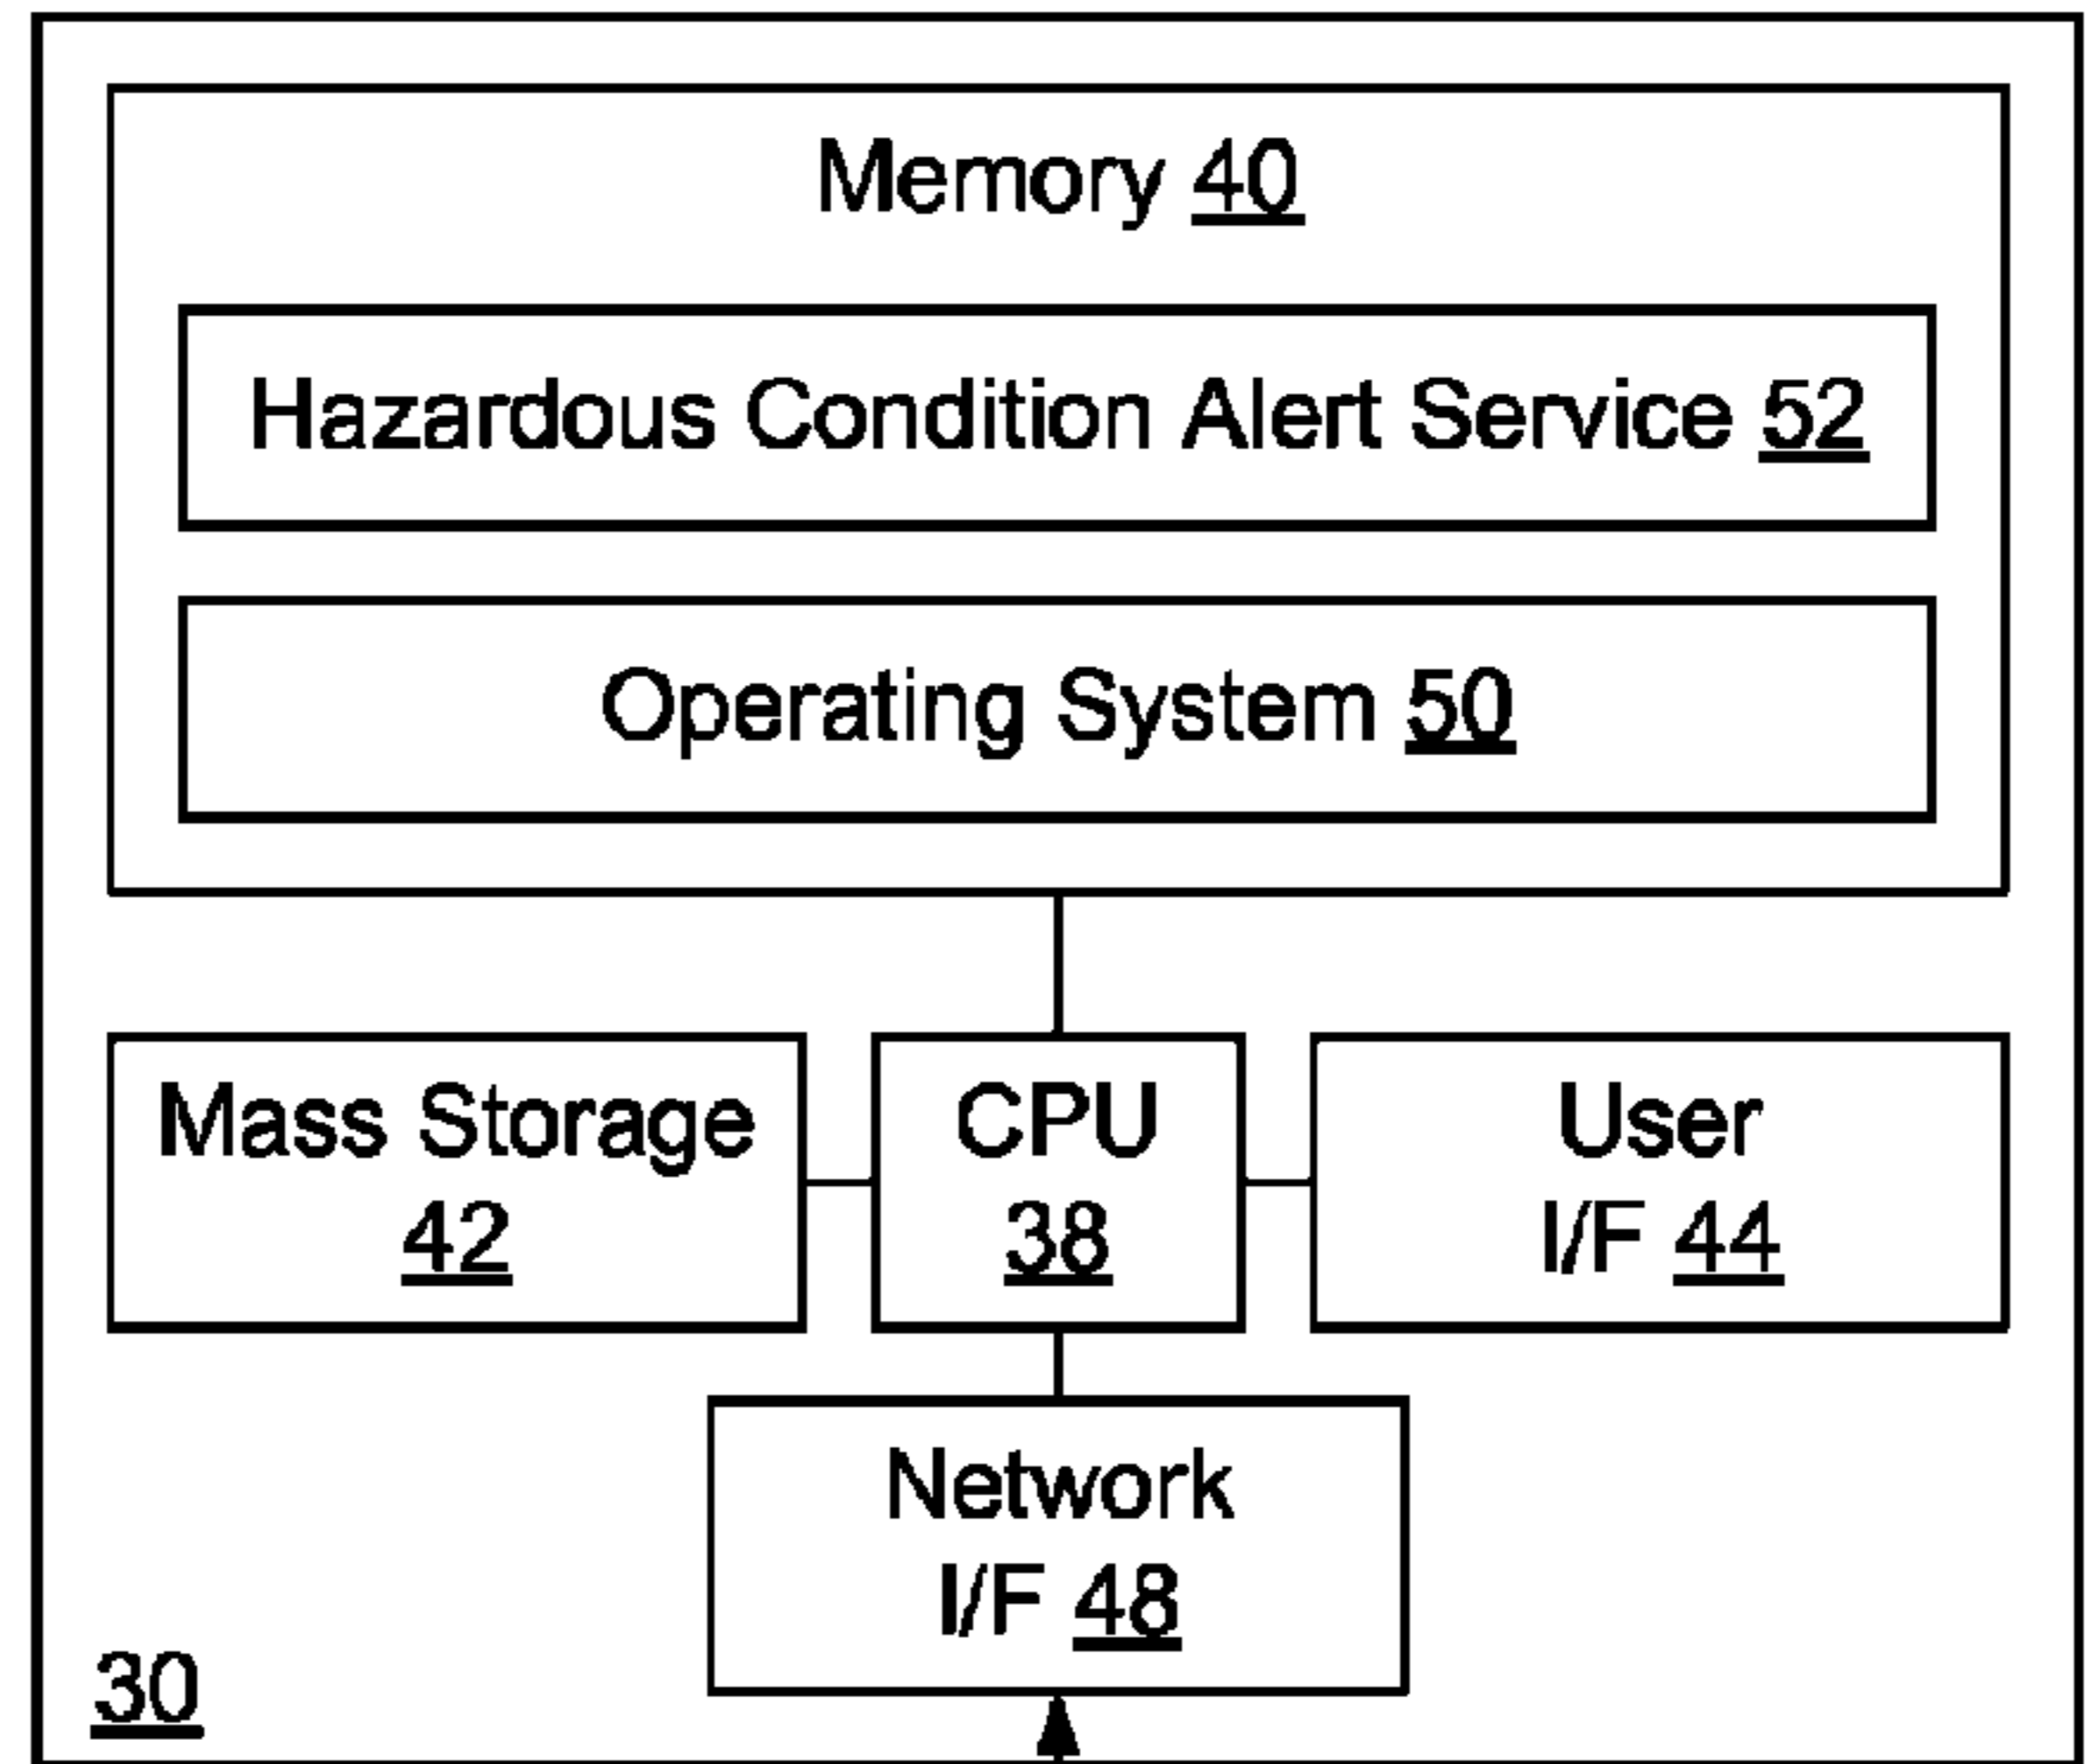 Memory 40
Hazardous Condition Alert Service 52
Operating System 50
Mass Storage
42
CPU
38
User
I/F 44
Network
I/F 48
30